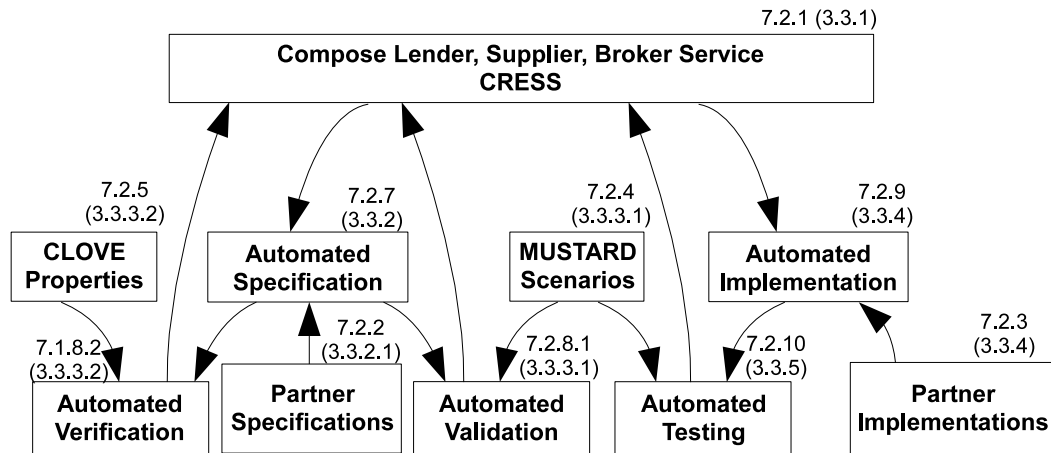 7.2.1 (3.3.1)
Compose Lender, Supplier, Broker Service
CRESS
7.2.5
(3.3.3.2)
CLOVE
Properties
7.2.7
(3.3.2)
Automated
Specification
7.2.4
(3.3.3.1)
MUSTARD
Scenarios
7.2.9
(3.3.4)
Automated
Implementation
7.1.8.2
(3.3.3.2)
Automated
Verification
7.2.2
(3.3.2.1)
Partner
Specifications
7.2.8.1
(3.3.3.1)
Automated
Validation
7.2.10
(3.3.5)
Automated
Testing
7.2.3
(3.3.4)
Partner
Implementations